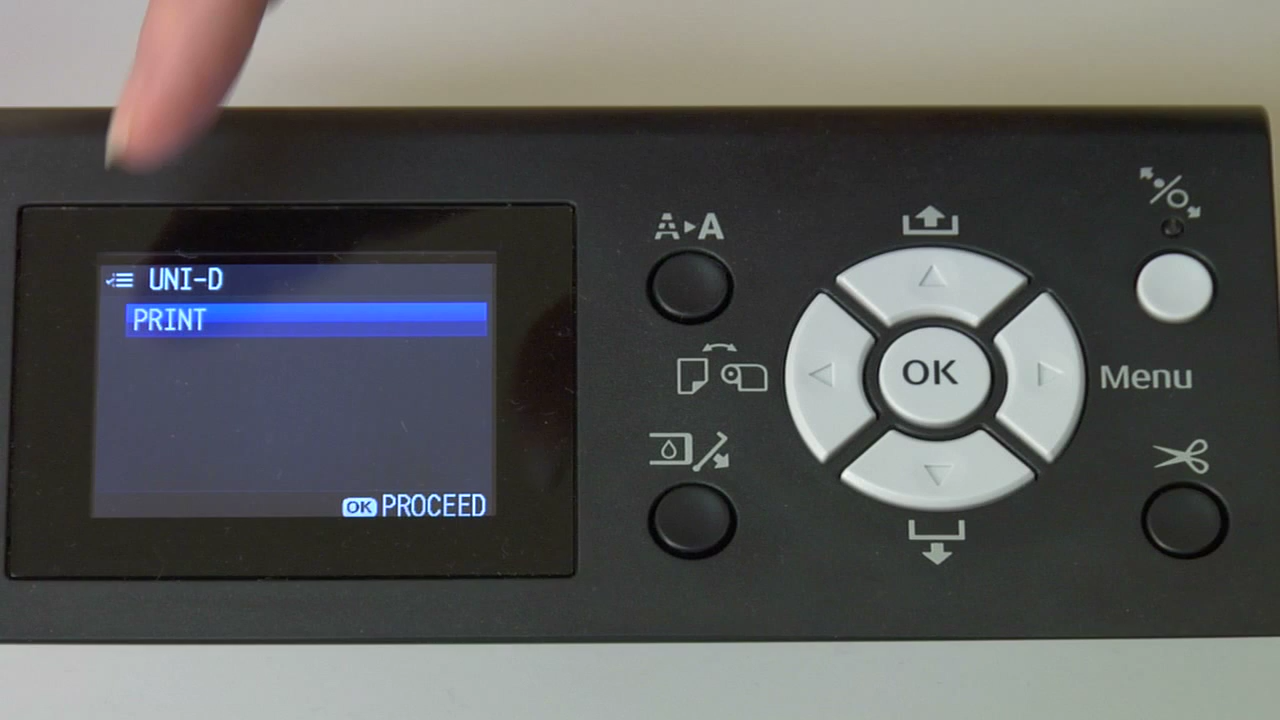 UNI-D
PRINT
OK PROCEED
A▸A
OK
Menu